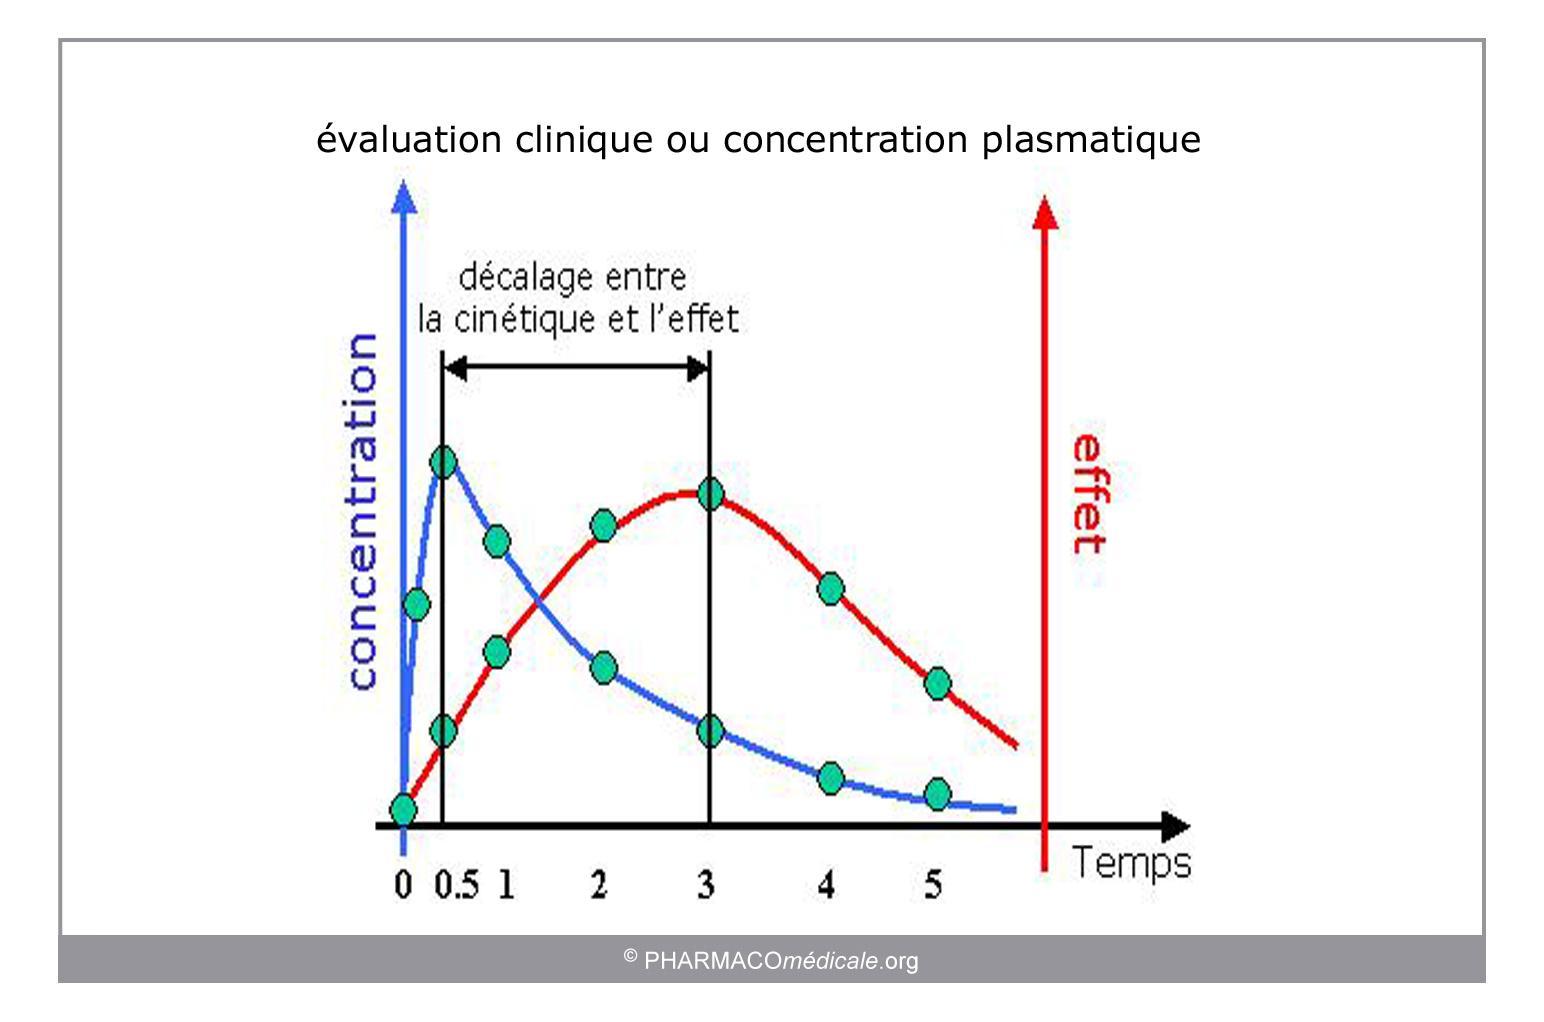 évaluation clinique ou concentration plasmatique
décalage entre
la cinétique et l'effet
concentration
effet
0 0.5 1 2 3 4 5
Temps
© PHARMACOmédicale.org